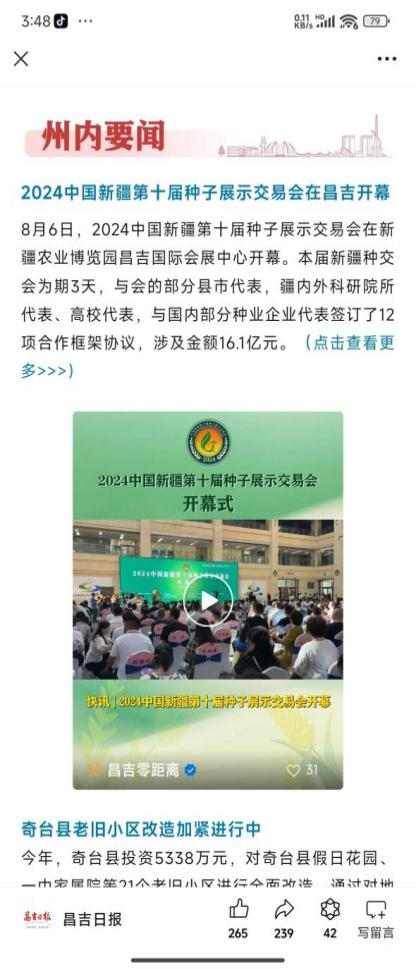 3:48
0.11
KB/s
HD
79
州内要闻
2024中国新疆第十届种子展示交易会在昌吉开幕
8月6日，2024中国新疆第十届种子展示交易会在新
疆农业博览园昌吉国际会展中心开幕。本届新疆种交
会为期3天，与会的部分县市代表，疆内外科研院所
代表、高校代表，与国内部分种业企业代表签订了12
项合作框架协议，涉及金额16.1亿元。（点击查看更
多>>>）
2024
2024中国新疆第十届种子展示交易会
开幕式
2024中国新疆第十届种子展示交易会
快讯 | 2024中国新疆第十届种子展示交易会开幕
昌吉零距离
31
奇台县老旧小区改造加紧进行中
今年，奇台县投资5338万元，对奇台县假日花园、
一中家属院等21个老旧小区进行全面改造，通过对地
昌吉日报
昌吉日报
265
239
42
写留言